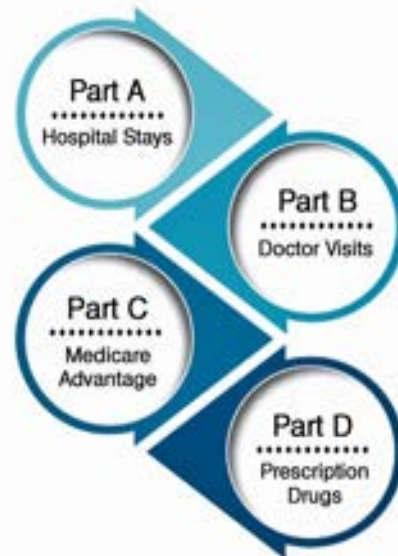 Part A
Hospital Stays
Part B
Doctor Visits
Part C
Medicare
Advantage
Part D
Prescription
Drugs